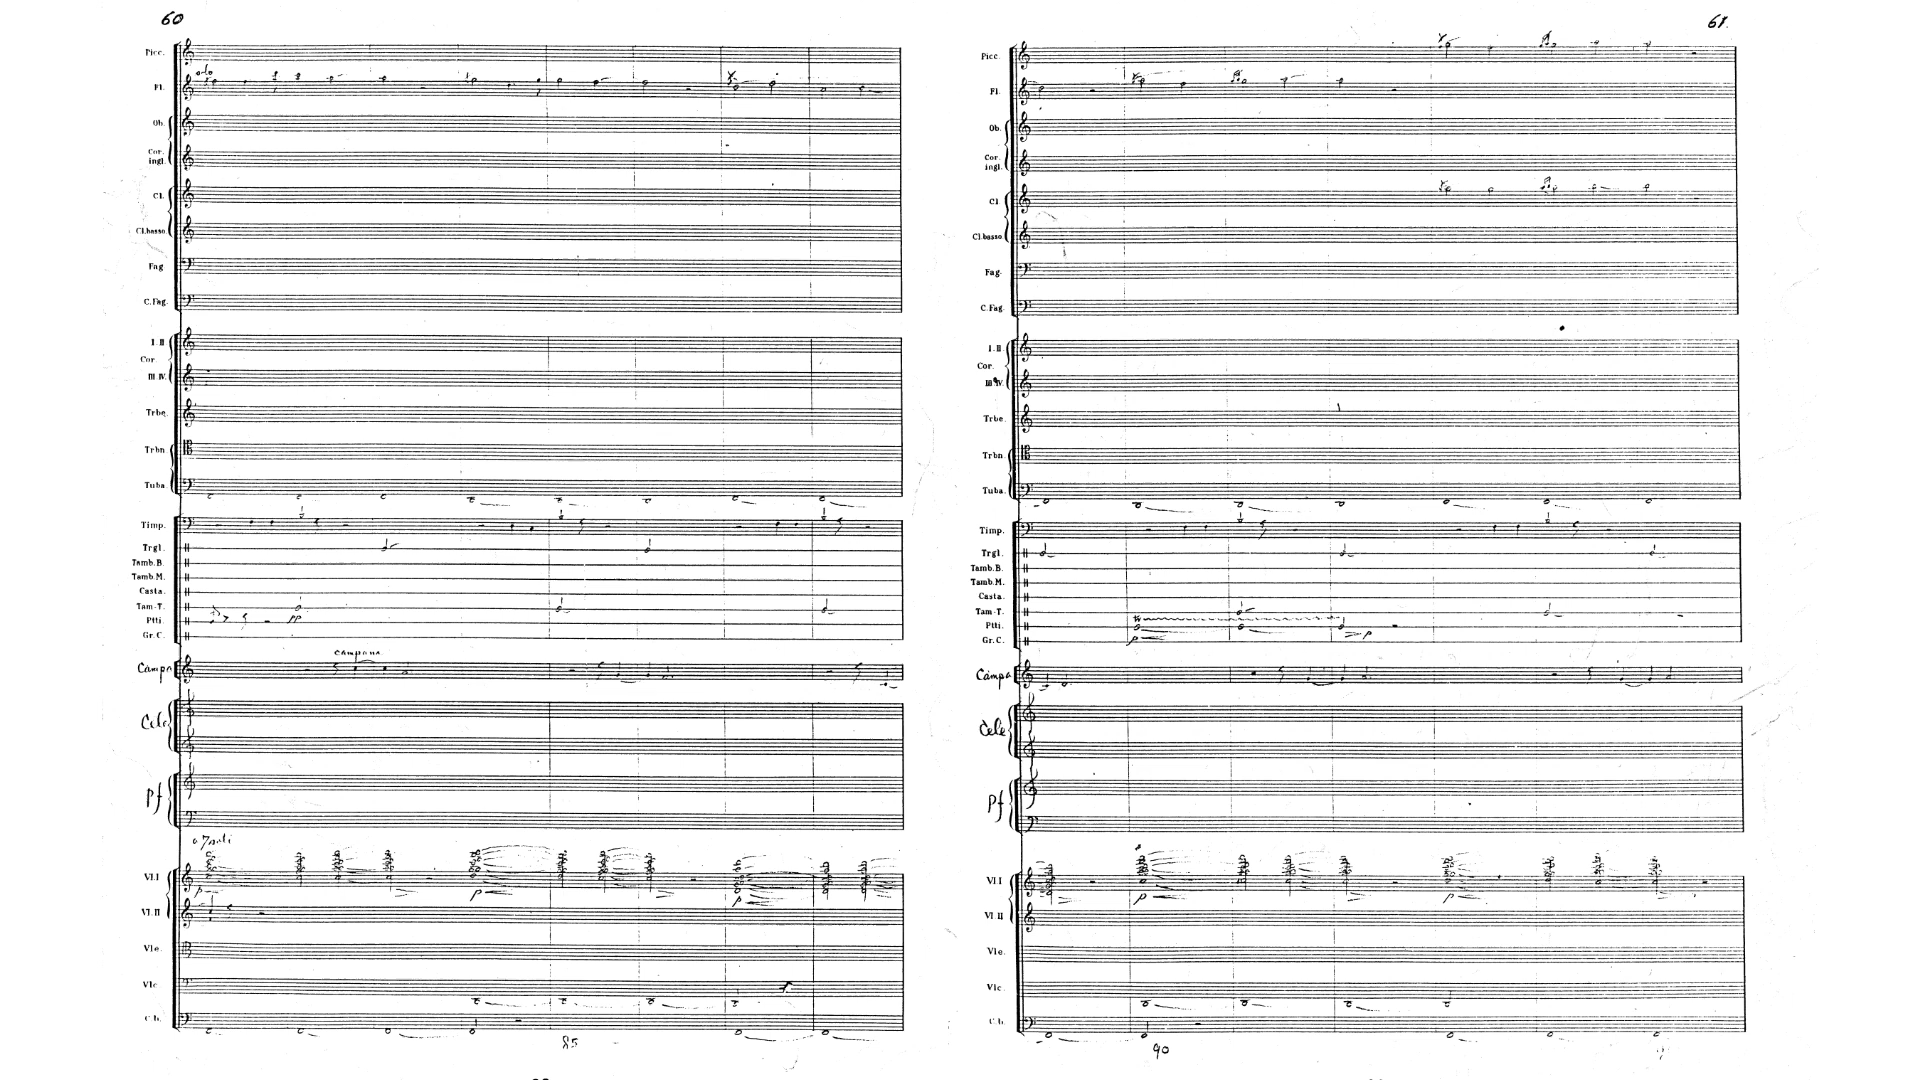 60
Picc.
Fl.
Ob.
Cor.
ingl.
Cl.
Cl.basso.
Fag
C.Fag.
I.II
Cor.
III.IV.
Trbe.
Trbn
Tuba.
Timp.
Trgl.
Tamb.B.
Tamb.M.
Casta.
Tam-T.
Ptti.
pp
Gr.C.
campana
Campa
Cele
Pf
Vl.I
p
p
p
Vl.II
Vle.
Vlc
C.b.
85
61.
Picc.
Fl.
Ob.
Cor.
ingl.
Cl
Cl.basso
Fag.
C.Fag.
I.II
Cor.
III.IV.
Trbe.
Trbn.
Tuba.
Timp.
Trgl.
Tamb.B.
Tamb.M.
Casta.
Tam-T.
Ptti.
p
p
Gr.C.
Campa
Cele
Pf
Vl.I
p
p
Vl.II
Vle.
Vlc.
C.b.
90